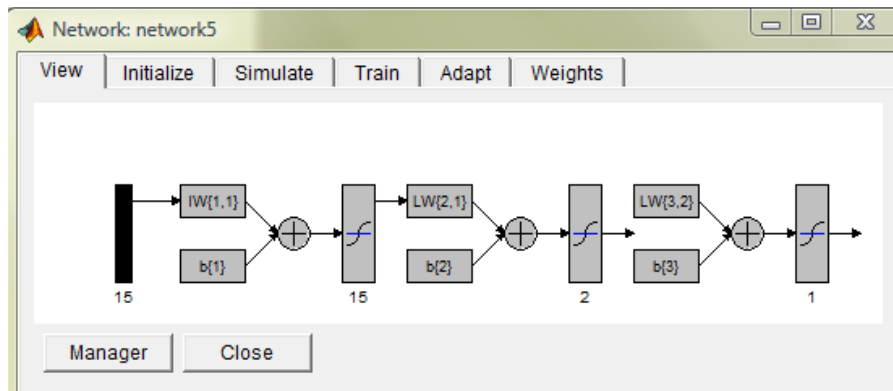 Network: network5
View Initialize Simulate Train Adapt Weights
IW{1,1} LW{2,1} LW{3,2}
b{1} b{2} b{3}
15 15 2 1
Manager Close